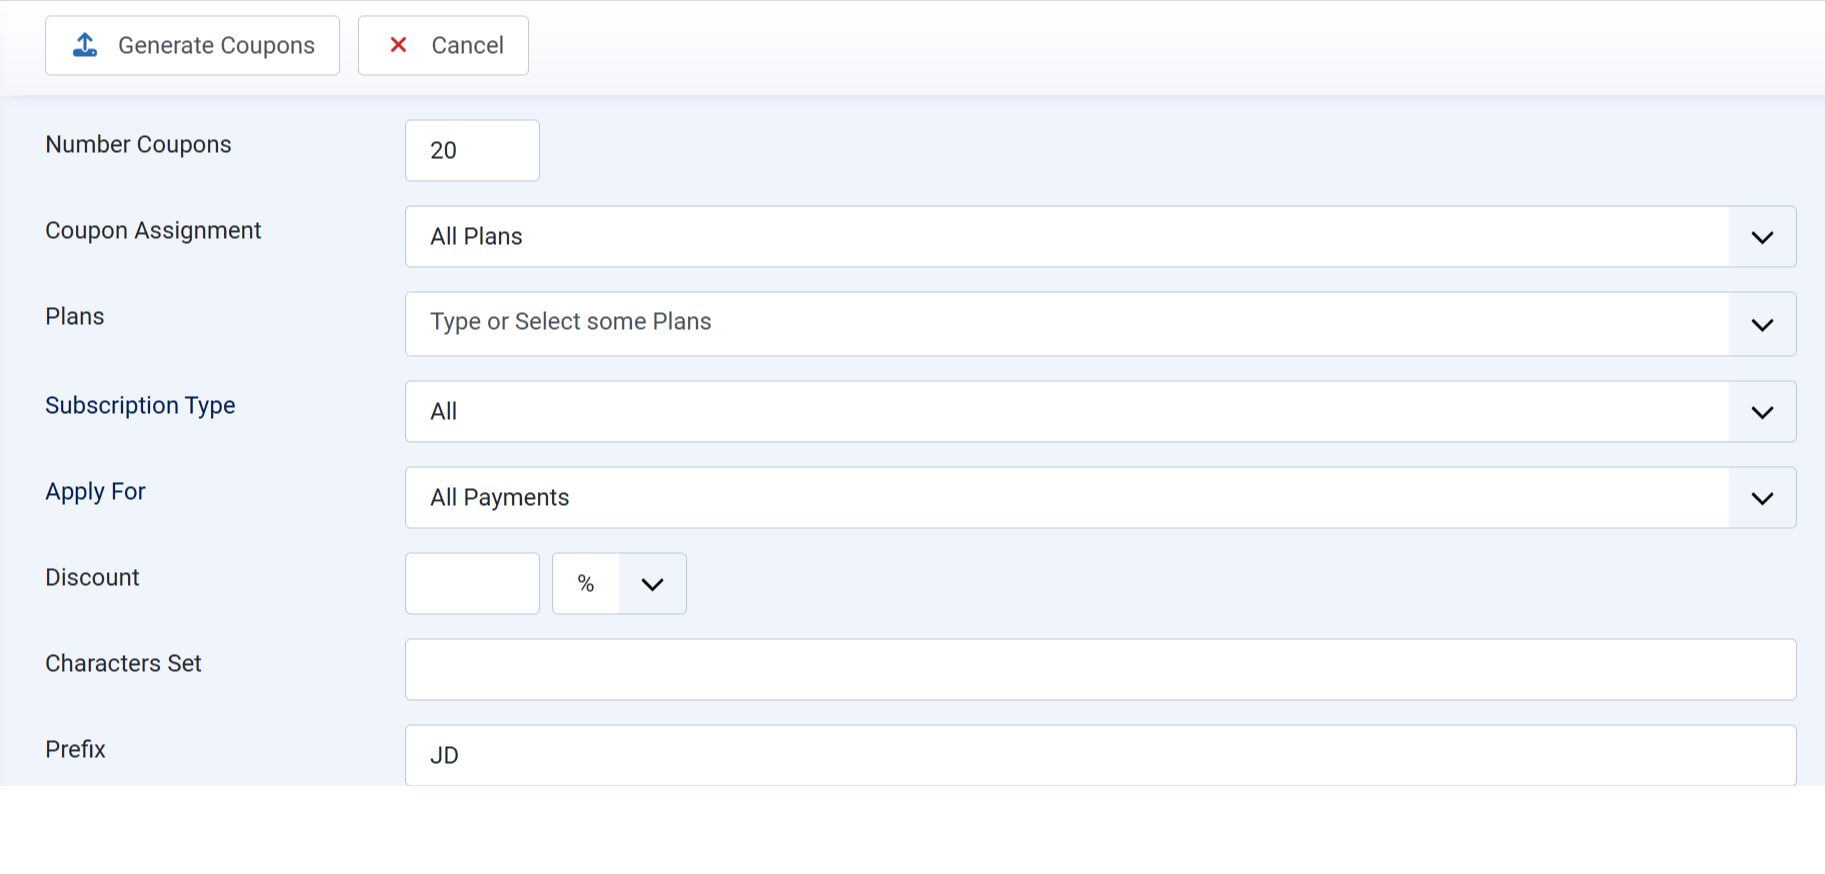 Generate Coupons Cancel
Number Coupons 20
Coupon Assignment All Plans
Plans Type or Select some Plans
Subscription Type All
Apply For All Payments
Discount %
Characters Set
Prefix JD